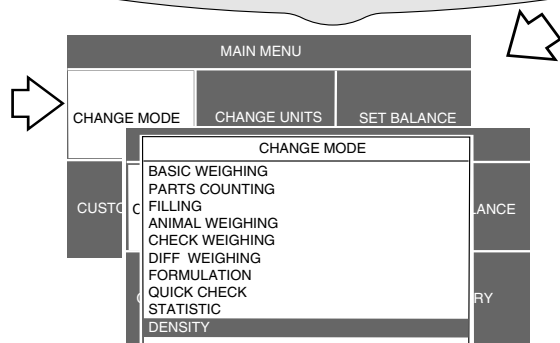 MAIN MENU
CHANGE MODE
CHANGE UNITS
SET BALANCE
CHANGE MODE
BASIC WEIGHING
PARTS COUNTING
FILLING
ANIMAL WEIGHING
CHECK WEIGHING
DIFF WEIGHING
FORMULATION
QUICK CHECK
STATISTIC
DENSITY